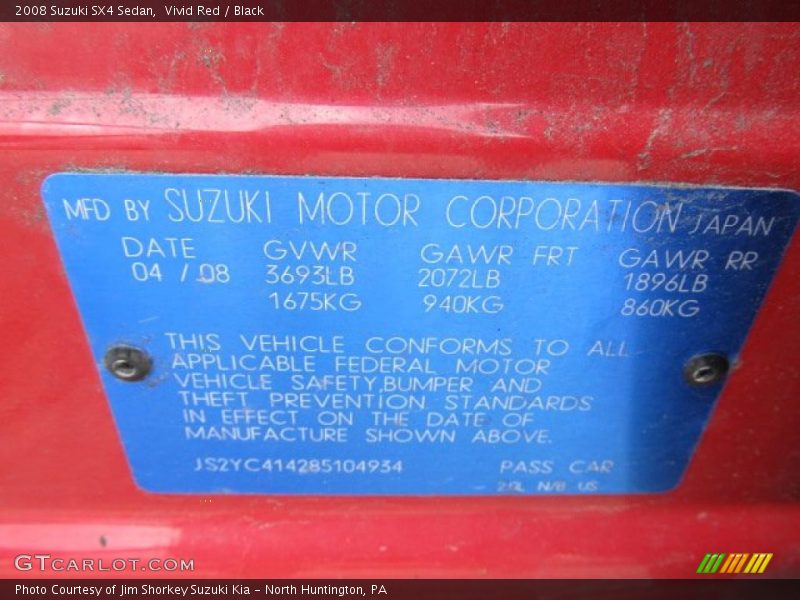 2008 Suzuki SX4 Sedan,  Vivid Red / Black
MFD BY SUZUKI MOTOR CORPORATION JAPAN
DATE GVWR GAWR FRT GAWR RR
04 / 08 3693LB 2072LB 1896LB
1675KG 940KG 860KG
THIS VEHICLE CONFORMS TO ALL
APPLICABLE FEDERAL MOTOR
VEHICLE SAFETY,BUMPER AND
THEFT PREVENTION STANDARDS
IN EFFECT ON THE DATE OF
MANUFACTURE SHOWN ABOVE.
JS2YC414285104934 PASS CAR
2.0L N/B US
GTCARLOT.COM
Photo Courtesy of Jim Shorkey Suzuki Kia - North Huntington, PA